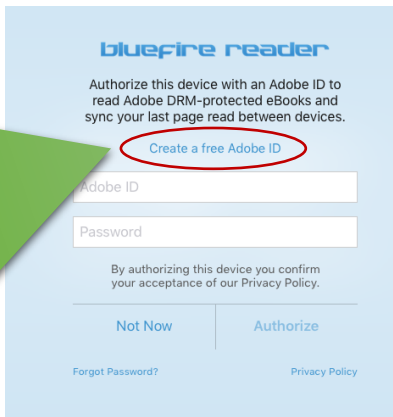 bluefire reader
Authorize this device with an Adobe ID to
read Adobe DRM-protected eBooks and
sync your last page read between devices.
Create a free Adobe ID
Adobe ID
Password
By authorizing this device you confirm
your acceptance of our Privacy Policy.
Not Now Authorize
Forgot Password? Privacy Policy